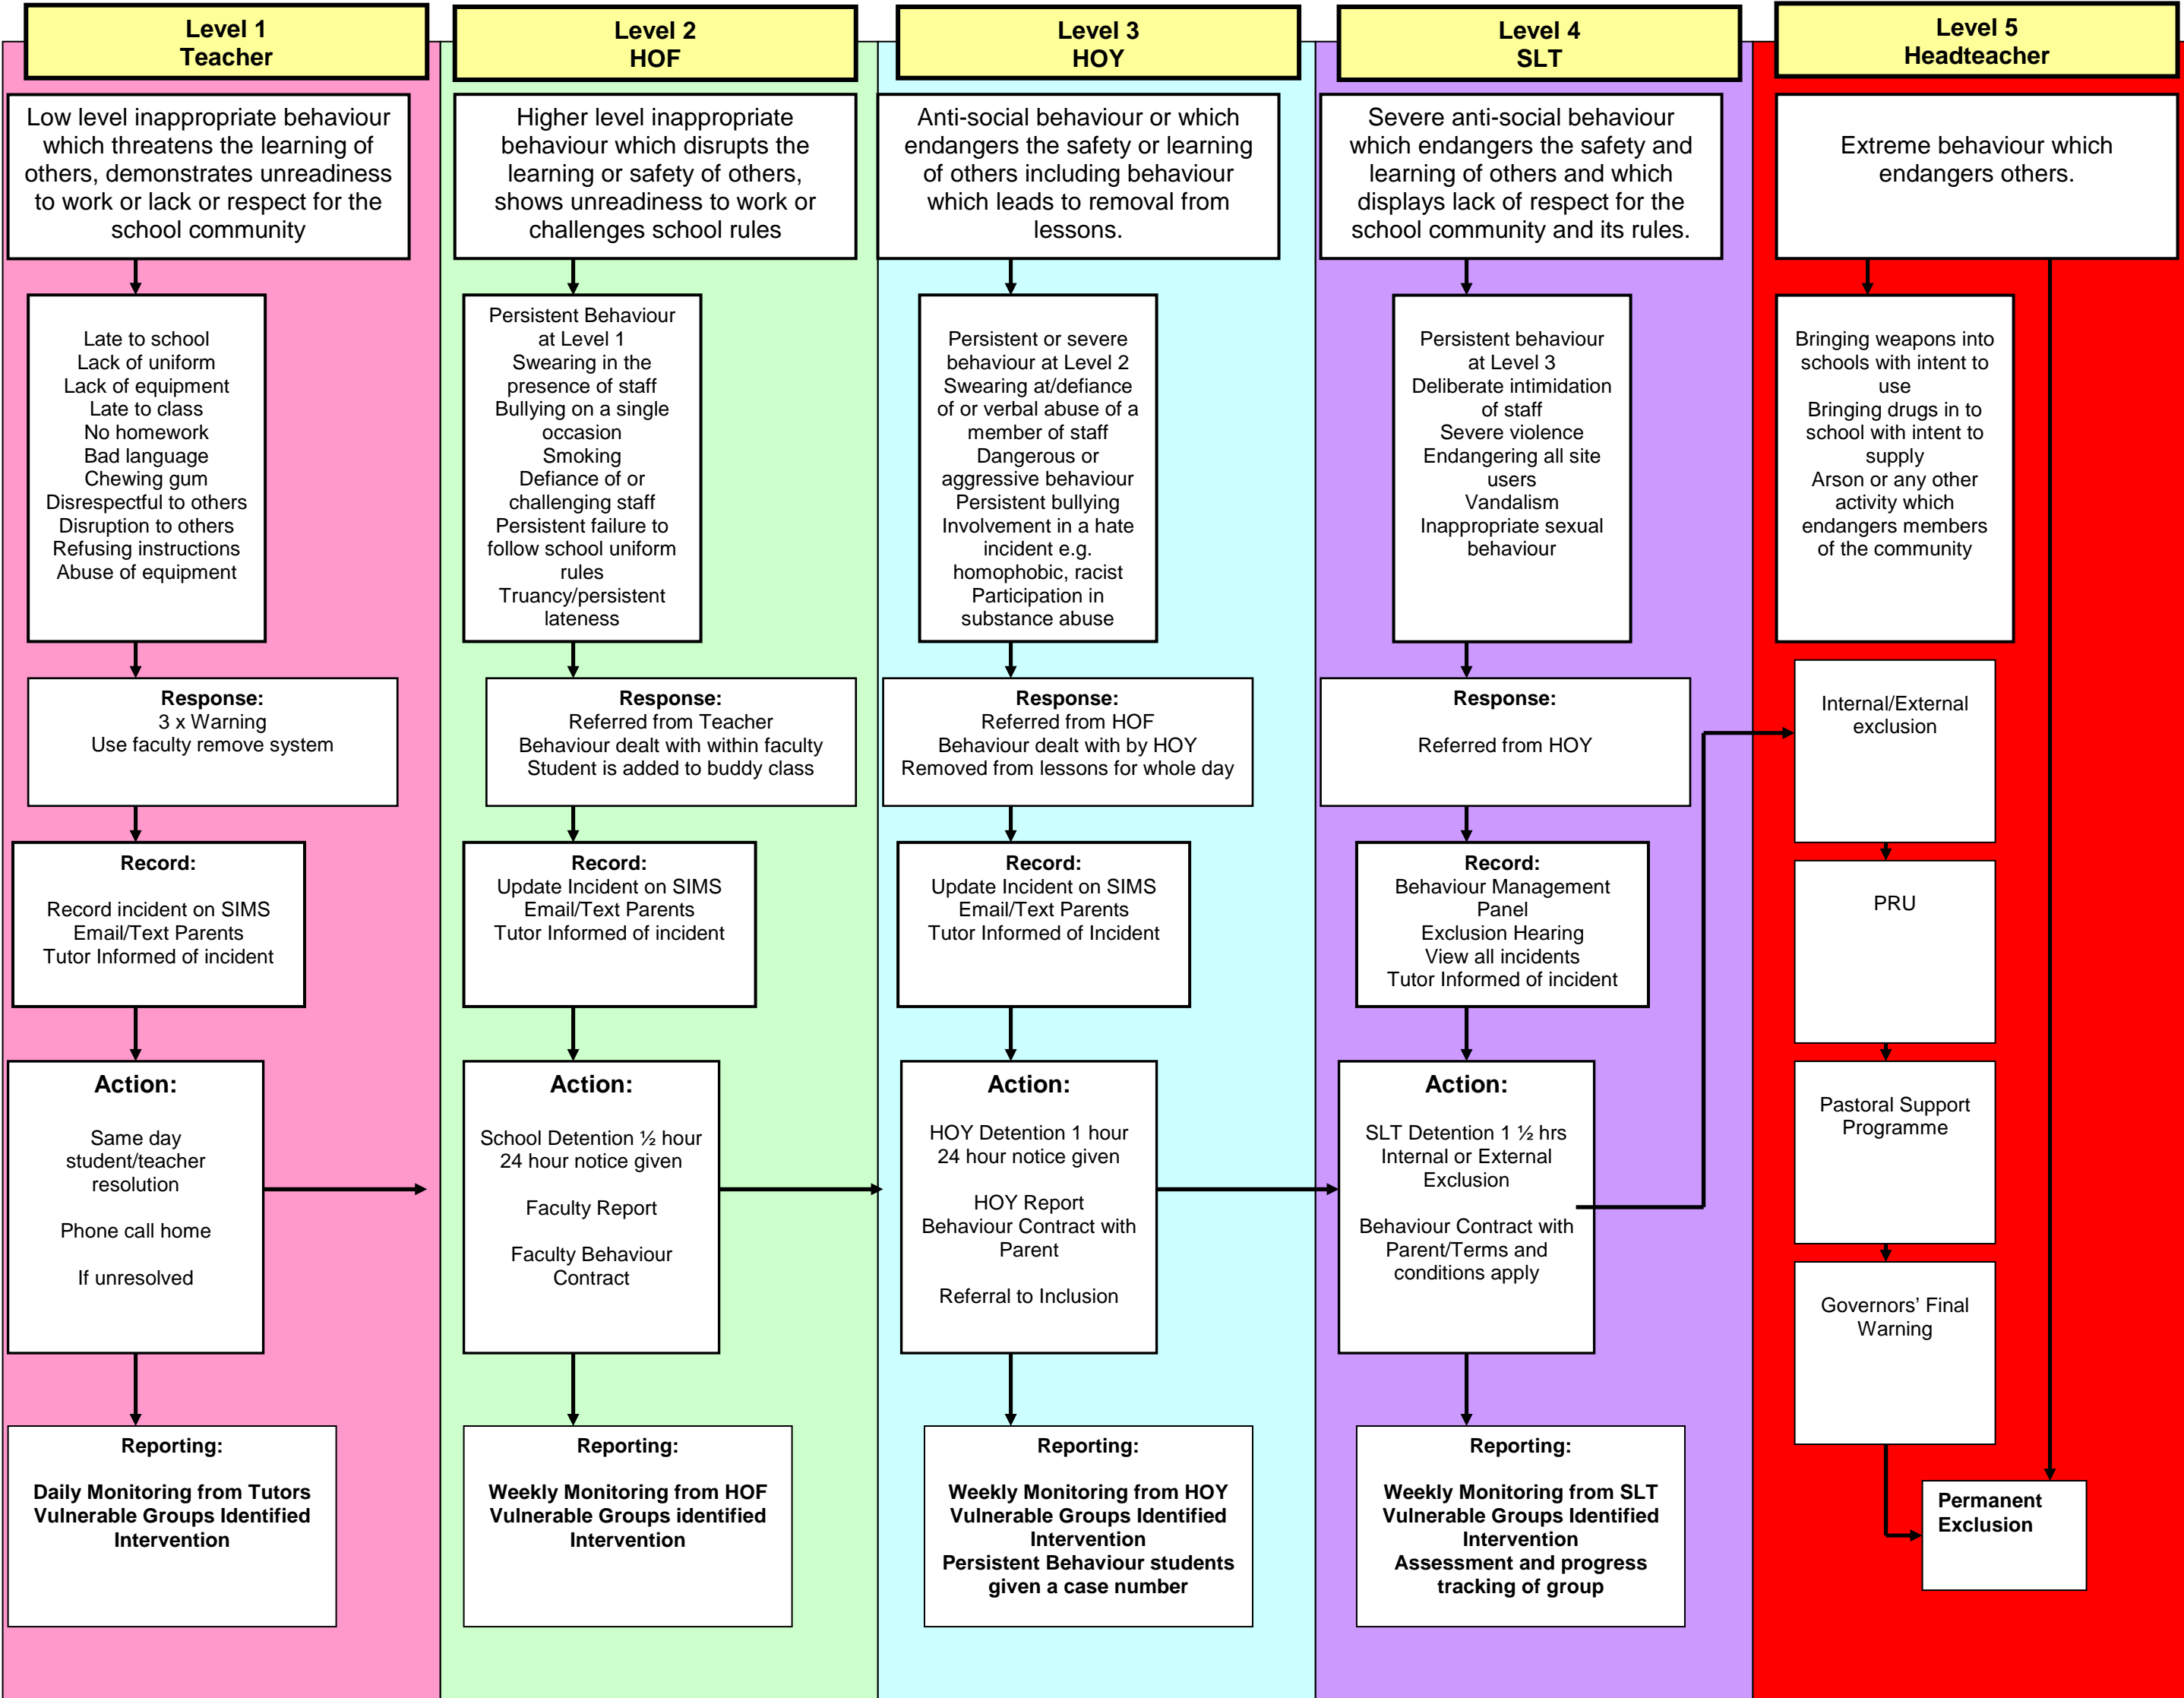 Level 1
Teacher
Low level inappropriate behaviour
which threatens the learning of
others, demonstrates unreadiness
to work or lack or respect for the
school community
Late to school
Lack of uniform
Lack of equipment
Late to class
No homework
Bad language
Chewing gum
Disrespectful to others
Disruption to others
Refusing instructions
Abuse of equipment
Response:
3 x Warning
Use faculty remove system
Record:
Record incident on SIMS
Email/Text Parents
Tutor Informed of incident
Action:
Same day
student/teacher
resolution
Phone call home
If unresolved
Reporting:
Daily Monitoring from Tutors
Vulnerable Groups Identified
Intervention
Level 2
HOF
Higher level inappropriate
behaviour which disrupts the
learning or safety of others,
shows unreadiness to work or
challenges school rules
Persistent Behaviour
at Level 1
Swearing in the
presence of staff
Bullying on a single
occasion
Smoking
Defiance of or
challenging staff
Persistent failure to
follow school uniform
rules
Truancy/persistent
lateness
Response:
Referred from Teacher
Behaviour dealt with within faculty
Student is added to buddy class
Record:
Update Incident on SIMS
Email/Text Parents
Tutor Informed of incident
Action:
School Detention ½ hour
24 hour notice given
Faculty Report
Faculty Behaviour
Contract
Reporting:
Weekly Monitoring from HOF
Vulnerable Groups identified
Intervention
Level 3
HOY
Anti-social behaviour or which
endangers the safety or learning
of others including behaviour
which leads to removal from
lessons.
Persistent or severe
behaviour at Level 2
Swearing at/defiance
of or verbal abuse of a
member of staff
Dangerous or
aggressive behaviour
Persistent bullying
Involvement in a hate
incident e.g.
homophobic, racist
Participation in
substance abuse
Response:
Referred from HOF
Behaviour dealt with by HOY
Removed from lessons for whole day
Record:
Update Incident on SIMS
Email/Text Parents
Tutor Informed of Incident
Action:
HOY Detention 1 hour
24 hour notice given
HOY Report
Behaviour Contract with
Parent
Referral to Inclusion
Reporting:
Weekly Monitoring from HOY
Vulnerable Groups Identified
Intervention
Persistent Behaviour students
given a case number
Level 4
SLT
Severe anti-social behaviour
which endangers the safety and
learning of others and which
displays lack of respect for the
school community and its rules.
Persistent behaviour
at Level 3
Deliberate intimidation
of staff
Severe violence
Endangering all site
users
Vandalism
Inappropriate sexual
behaviour
Response:
Referred from HOY
Record:
Behaviour Management
Panel
Exclusion Hearing
View all incidents
Tutor Informed of incident
Action:
SLT Detention 1 ½ hrs
Internal or External
Exclusion
Behaviour Contract with
Parent/Terms and
conditions apply
Reporting:
Weekly Monitoring from SLT
Vulnerable Groups Identified
Intervention
Assessment and progress
tracking of group
Level 5
Headteacher
Extreme behaviour which
endangers others.
Bringing weapons into
schools with intent to
use
Bringing drugs in to
school with intent to
supply
Arson or any other
activity which
endangers members
of the community
Internal/External
exclusion
PRU
Pastoral Support
Programme
Governors’ Final
Warning
Permanent
Exclusion